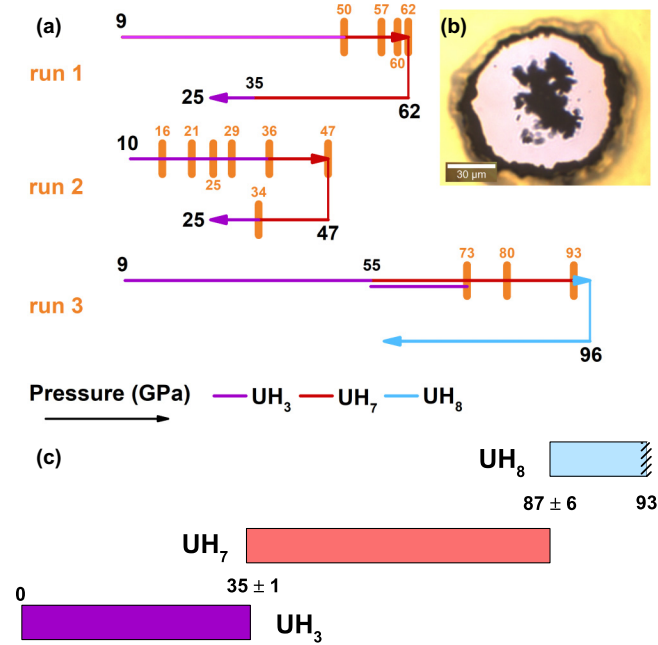 (a)
9
50
57
60
62
run 1
25
35
62
(b)
30 µm
10
16
21
25
29
36
47
run 2
25
34
47
9
55
73
80
93
run 3
96
Pressure (GPa)
UH₃
UH₇
UH₈
(c)
UH₈
87 ± 6
93
UH₇
35 ± 1
0
UH₃